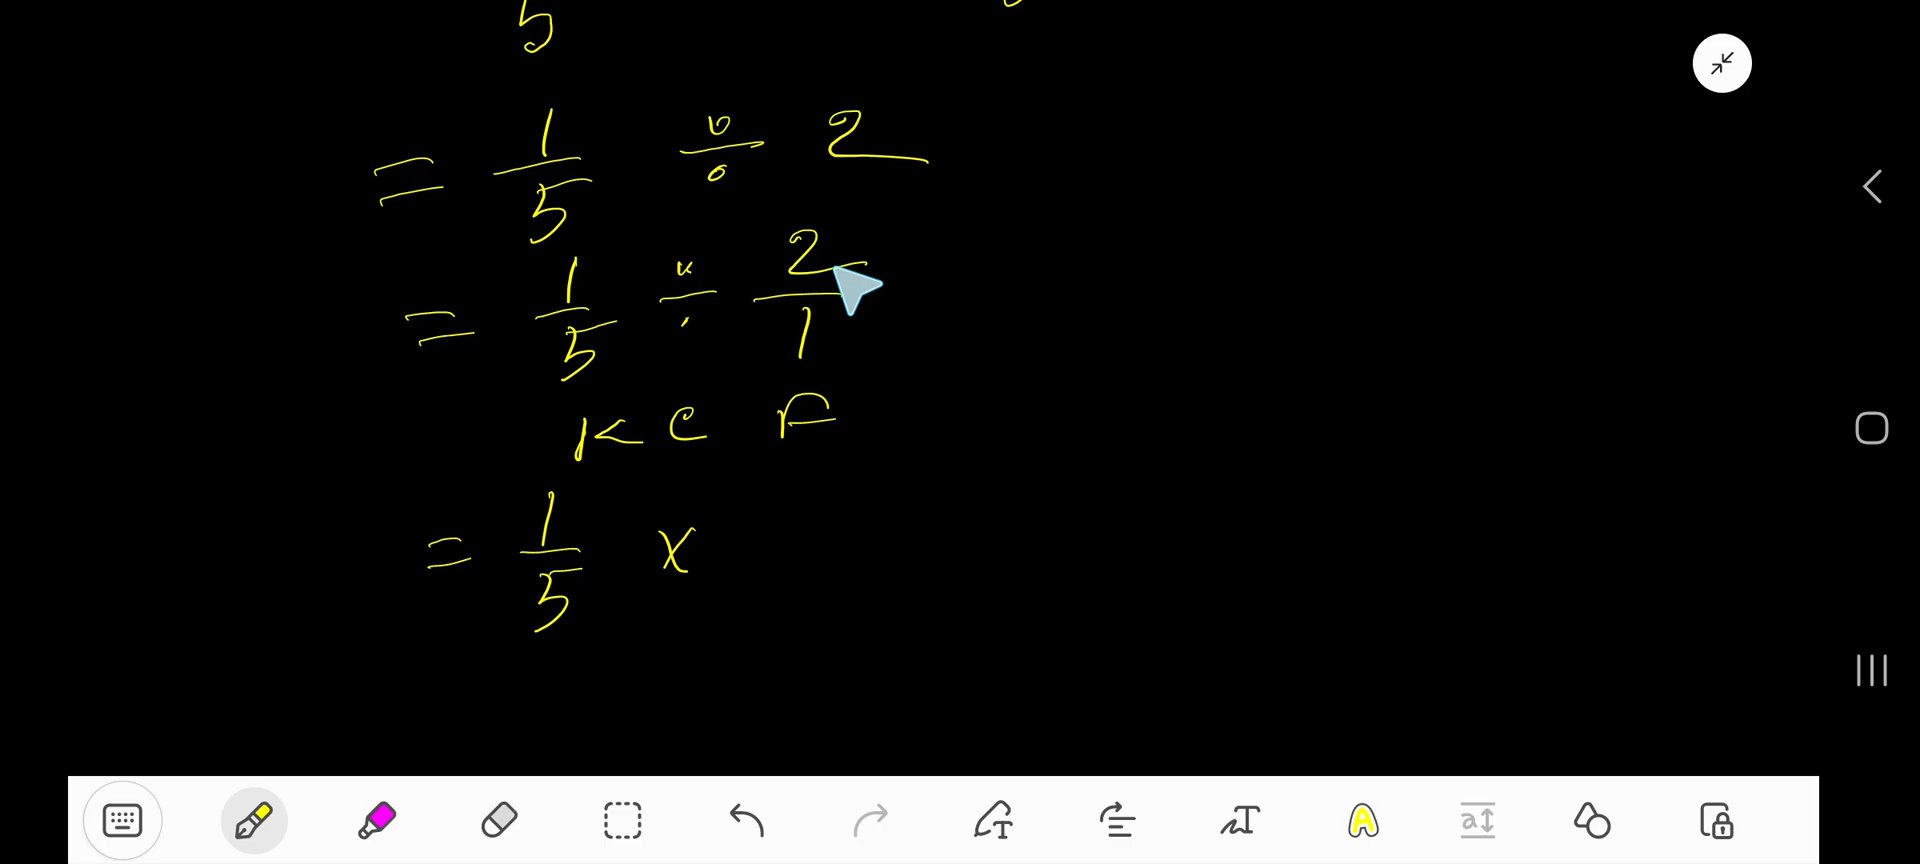 5
= 1/5 ÷ 2
= 1/5 ÷ 2/1
K C F
= 1/5 X